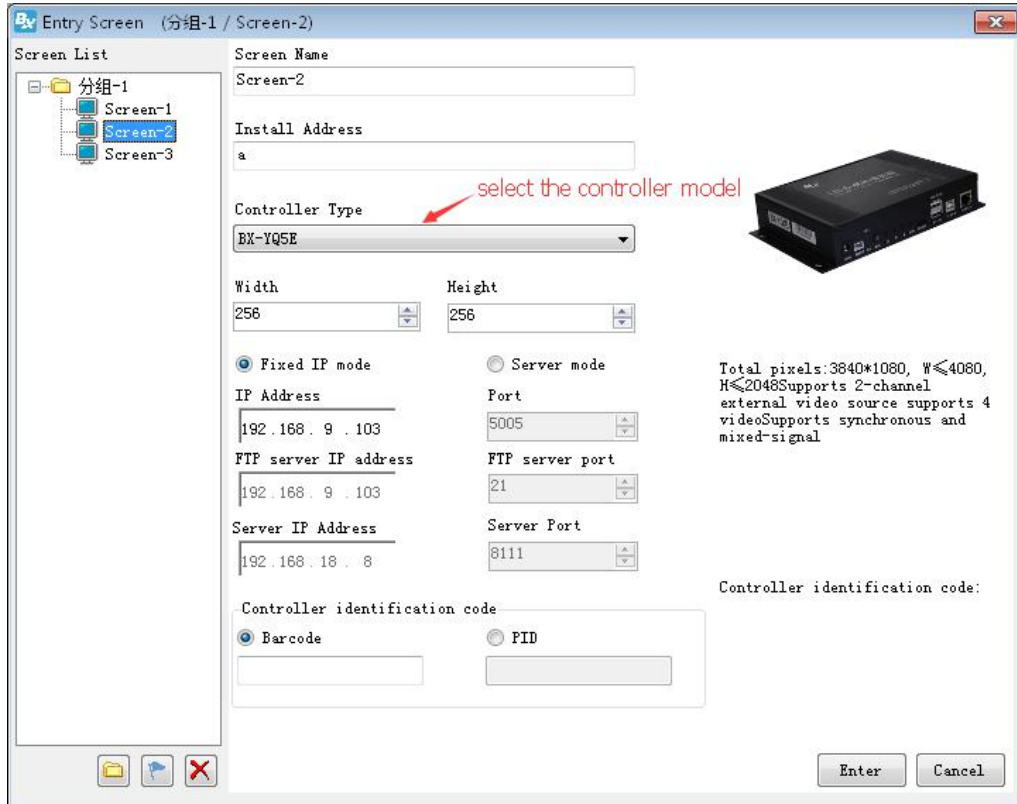 BX Entry Screen (分组-1 / Screen-2)
Screen List
分组-1
Screen-1
Screen-2
Screen-3
Screen Name
Screen-2
Install Address
a
select the controller model
Controller Type
BX-YQ5E
Width
Height
256
256
Fixed IP mode
Server mode
IP Address
Port
192.168. 9 .103
5005
FTP server IP address
FTP server port
192.168. 9 .103
21
Server IP Address
Server Port
192.168.18 . 8
8111
Controller identification code
Barcode
PID
Total pixels:3840*1080, W≤4080,
H≤2048Supports 2-channel
external video source supports 4
videoSupports synchronous and
mixed-signal
Controller identification code:
Enter
Cancel